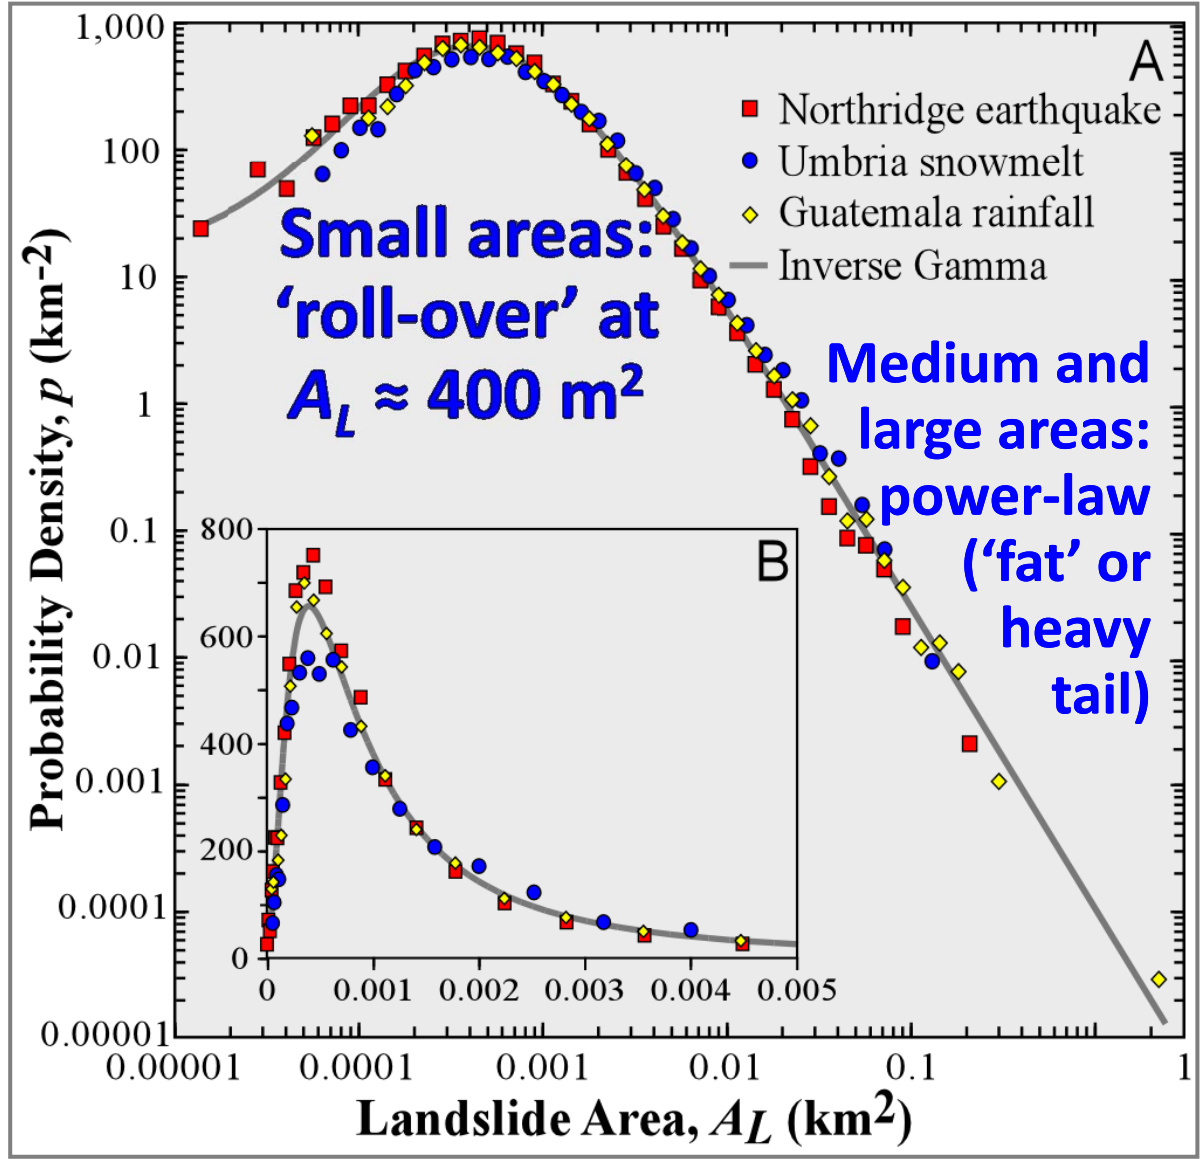 1,000
100
10
1
0.1
0.01
0.001
0.0001
0.00001
Probability Density, p (km-2)
A
Northridge earthquake
Umbria snowmelt
Guatemala rainfall
Inverse Gamma
Small areas:
‘roll-over’ at
AL ≈ 400 m2
Medium and
large areas:
power-law
(‘fat’ or
heavy
tail)
B
800
600
400
200
0
0 0.001 0.002 0.003 0.004 0.005
0.00001 0.0001 0.001 0.01 0.1 1
Landslide Area, AL (km2)